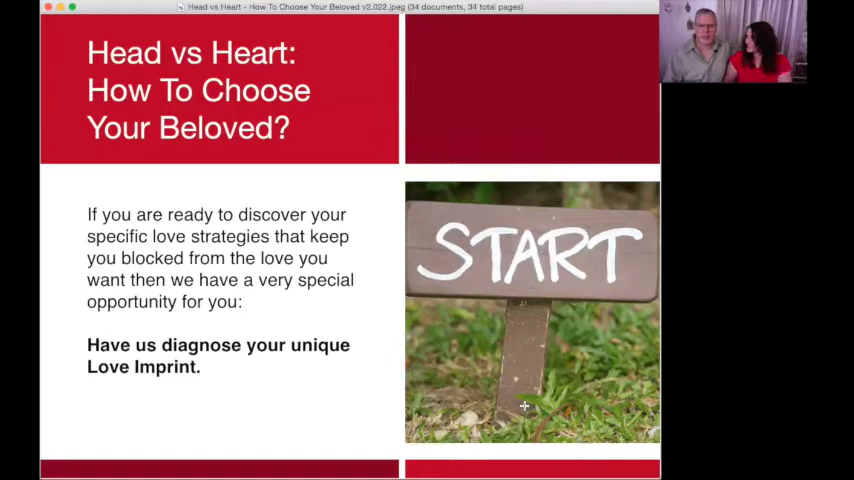 Head vs Heart - How To Choose Your Beloved v2.022.jpeg (34 documents, 34 total pages)
Head vs Heart:
How To Choose
Your Beloved?
If you are ready to discover your
specific love strategies that keep
you blocked from the love you
want then we have a very special
opportunity for you:
Have us diagnose your unique
Love Imprint.
START